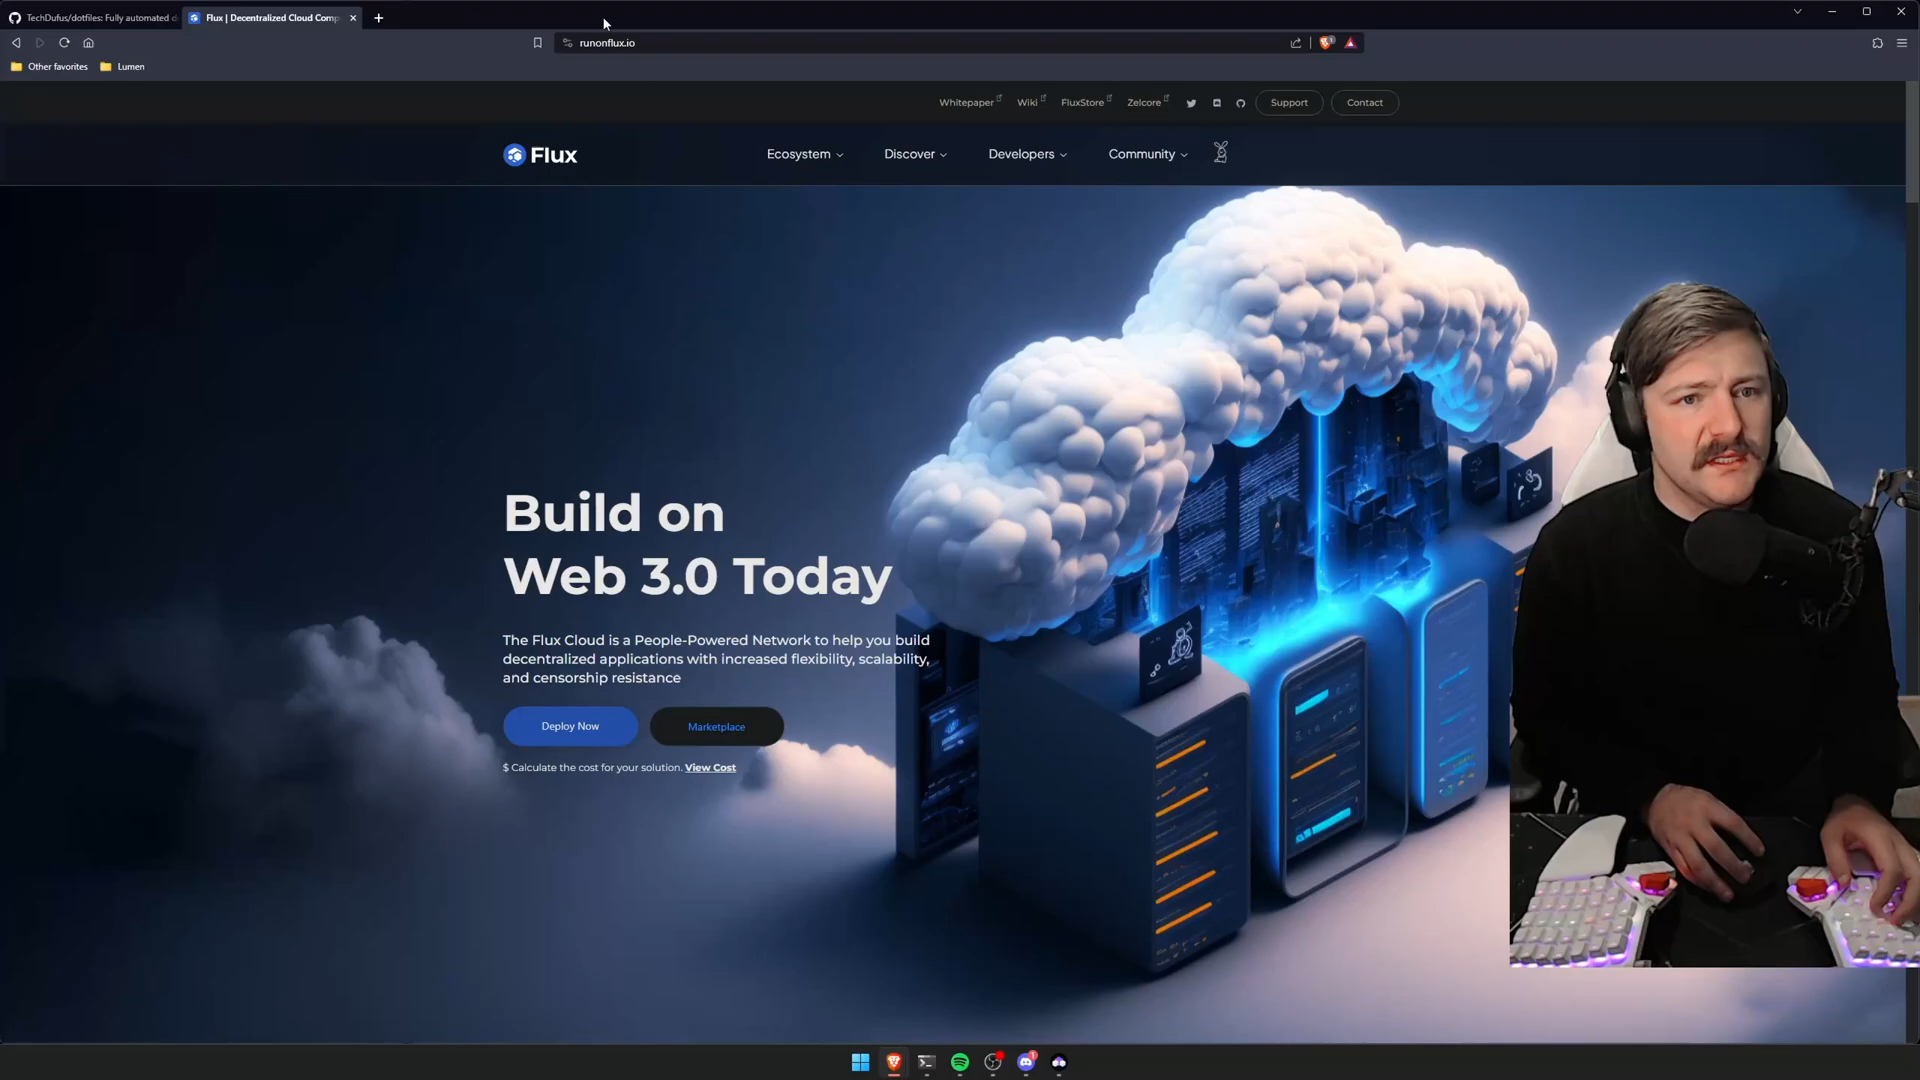 TechDufus/dotfiles: Fully automated d
Flux | Decentralized Cloud Comp
runonflux.io
Other favorites
Lumen
Whitepaper
Wiki
FluxStore
Zelcore
Support
Contact
Flux
Ecosystem
Discover
Developers
Community
Build on
Web 3.0 Today
The Flux Cloud is a People-Powered Network to help you build
decentralized applications with increased flexibility, scalability,
and censorship resistance
Deploy Now
Marketplace
$ Calculate the cost for your solution. View Cost